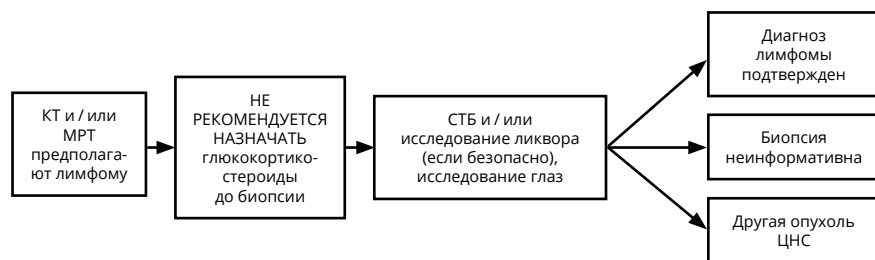 КТ и / или
МРТ
предполага-
ют лимфому
НЕ
РЕКОМЕНДУЕТСЯ
НАЗНАЧАТЬ
глюкокортико-
стероиды
до биопсии
СТБ и / или
исследование ликвора
(если безопасно),
исследование глаз
Диагноз
лимфомы
подтвержден
Биопсия
неинформативна
Другая опухоль
ЦНС